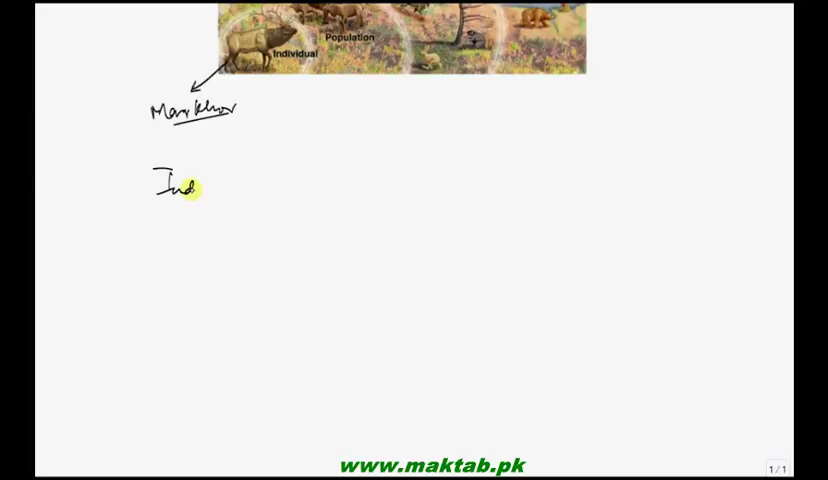 Population
Individual
Markhor
Ind
www.maktab.pk
1/1